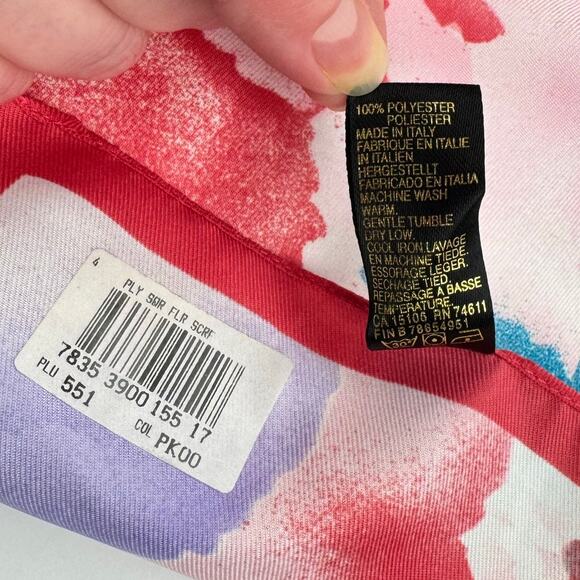 100% POLYESTER
POLIESTER
MADE IN ITALY
FABRIQUE EN ITALIE
IN ITALIEN
HERGESTELLT
FABRICADO EN ITALIA
MACHINE WASH
WARM.
GENTLE TUMBLE
DRY LOW.
COOL IRON. LAVAGE
EN MACHINE TIEDE.
ESSORAGE LEGER.
SECHAGE TIED.
REPASSAGE A BASSE
TEMPERATURE.
CA 15105 RN 74611
FIN B 78654951
30°
4
PLY SQR FLR SCRF
7835 3900 155 17
PLU 551
COL PK00